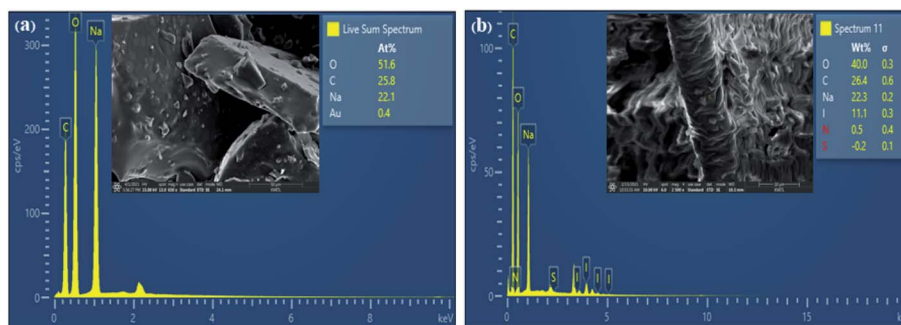 (a)
Live Sum Spectrum
At%
O 51.6
C 25.8
Na 22.1
Au 0.4
O
Na
C
cps/eV
300
200
100
0
0 2 4 6 8 keV
50 µm
KMTL
(b)
Spectrum 11
Wt% σ
O 40.0 0.3
C 26.4 0.6
Na 22.3 0.2
I 11.1 0.3
N 0.5 0.4
S -0.2 0.1
C
O
Na
N
S
I
I
I
I
cps/eV
100
50
0
0 5 10 15